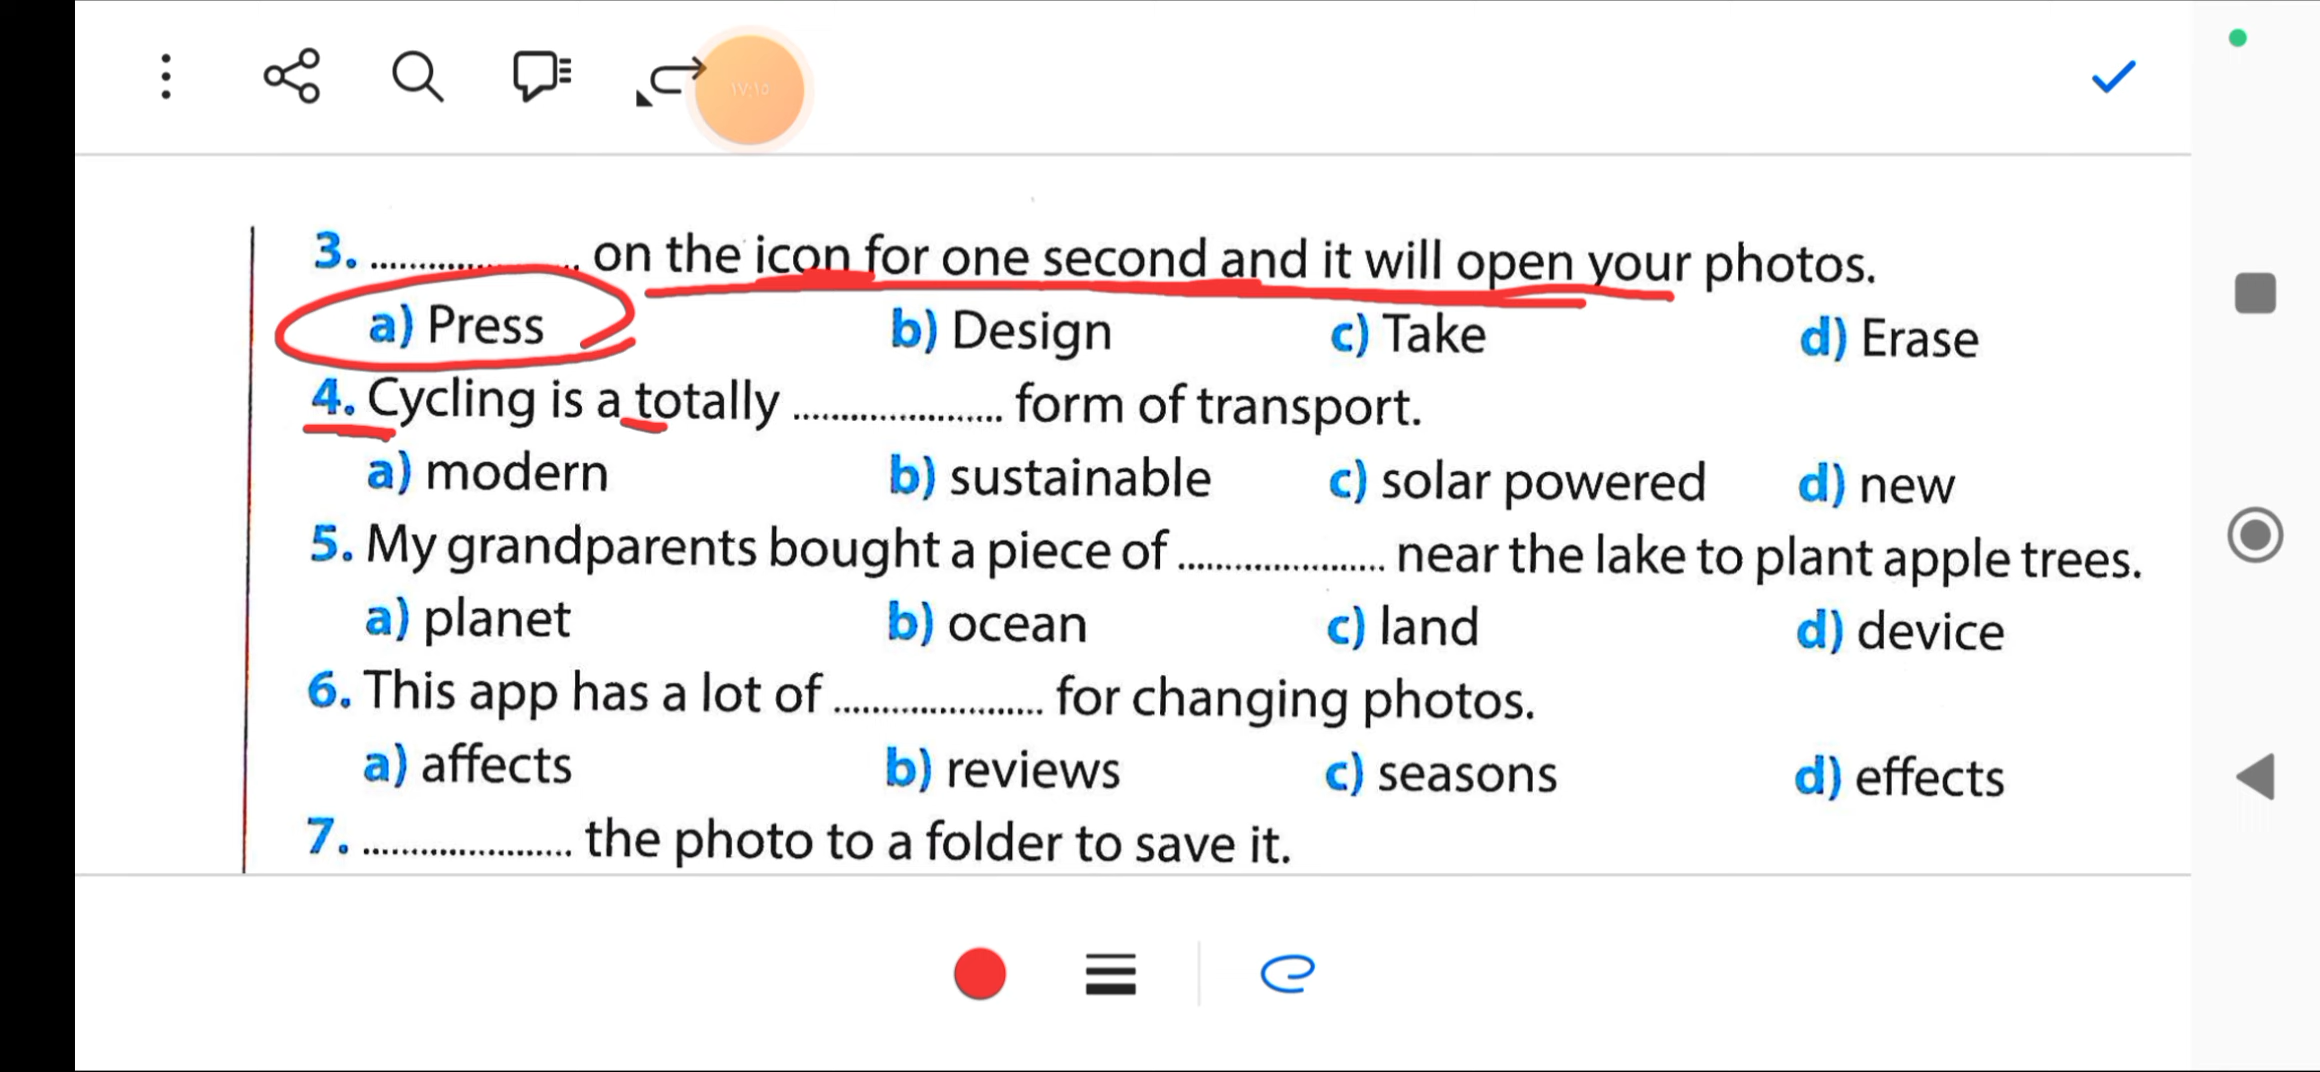 ١٧:١٥
3. ..................... on the icon for one second and it will open your photos.
a) Press b) Design c) Take d) Erase
4. Cycling is a totally ..................... form of transport.
a) modern b) sustainable c) solar powered d) new
5. My grandparents bought a piece of ..................... near the lake to plant apple trees.
a) planet b) ocean c) land d) device
6. This app has a lot of ..................... for changing photos.
a) affects b) reviews c) seasons d) effects
7. ..................... the photo to a folder to save it.